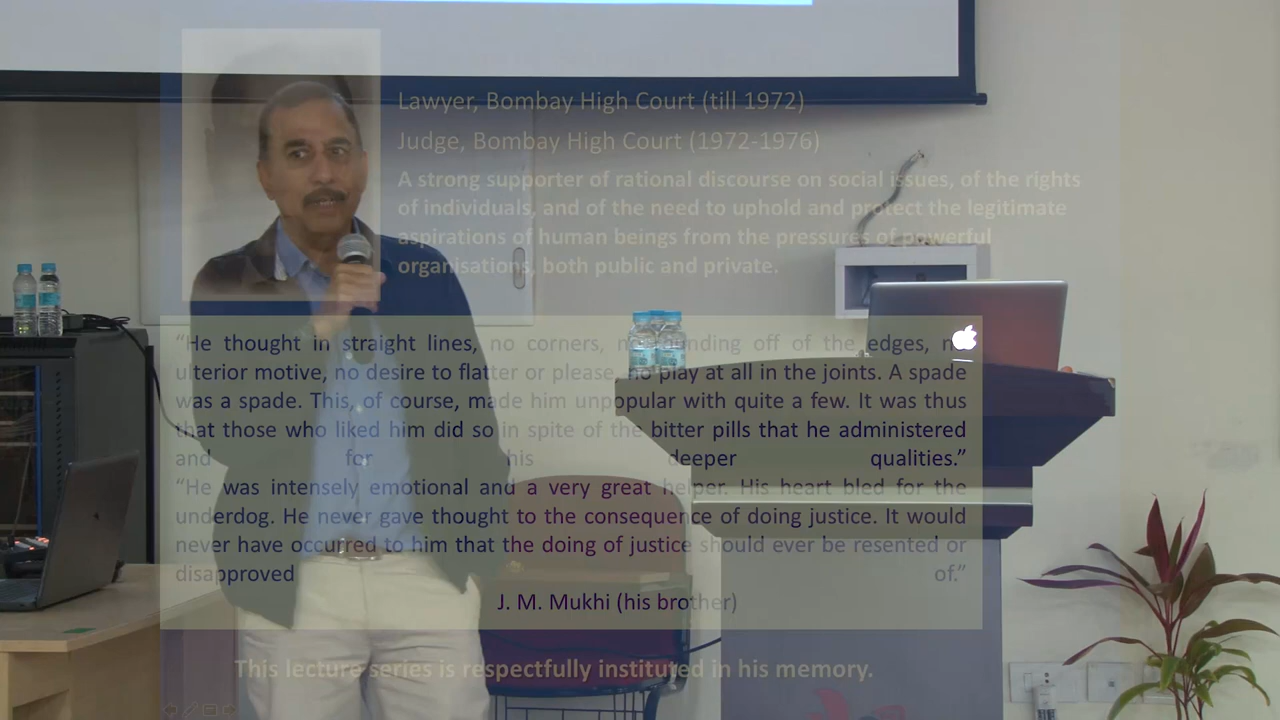 Lawyer, Bombay High Court (till 1972)
Judge, Bombay High Court (1972-1976)
A strong supporter of rational discourse on social issues, of the rights
of individuals, and of the need to uphold and protect the legitimate
aspirations of human beings from the pressures of powerful
organisations, both public and private.
“He thought in straight lines, no corners, no rounding off of the edges, no
ulterior motive, no desire to flatter or please, no play at all in the joints. A spade
was a spade. This, of course, made him unpopular with quite a few. It was thus
that those who liked him did so in spite of the bitter pills that he administered
and for his deeper qualities.”
“He was intensely emotional and a very great helper. His heart bled for the
underdog. He never gave thought to the consequence of doing justice. It would
never have occurred to him that the doing of justice should ever be resented or
disapproved of.”
J. M. Mukhi (his brother)
This lecture series is respectfully instituted in his memory.